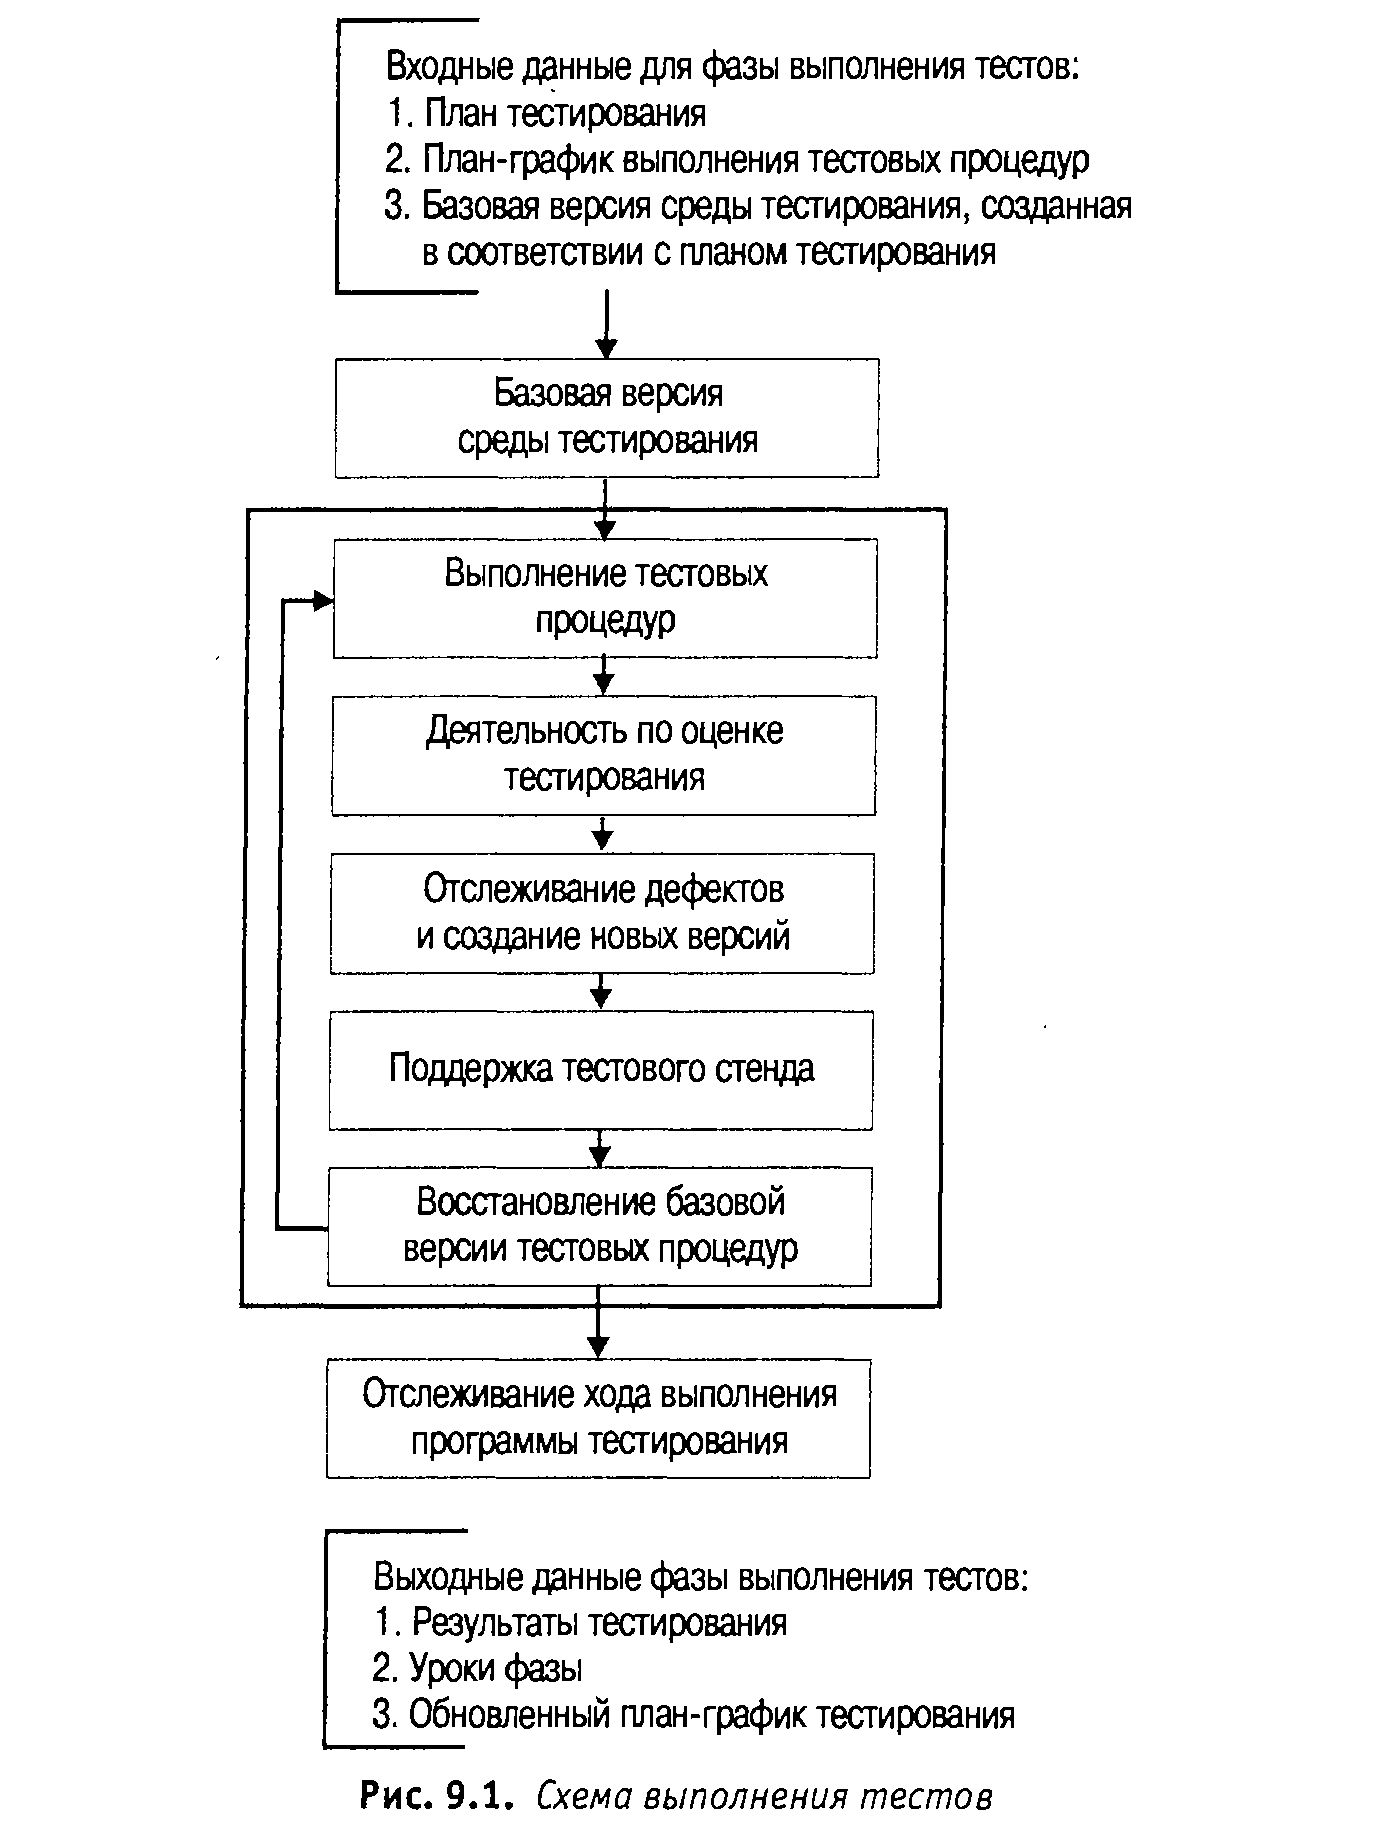 Входные данные для фазы выполнения тестов:
1. План тестирования
2. План-график выполнения тестовых процедур
3. Базовая версия среды тестирования, созданная
в соответствии с планом тестирования
Базовая версия
среды тестирования
Выполнение тестовых
процедур
Деятельность по оценке
тестирования
Отслеживание дефектов
и создание новых версий
Поддержка тестового стенда
Восстановление базовой
версии тестовых процедур
Отслеживание хода выполнения
программы тестирования
Выходные данные фазы выполнения тестов:
1. Результаты тестирования
2. Уроки фазы
3. Обновленный план-график тестирования
Рис. 9.1. Схема выполнения тестов